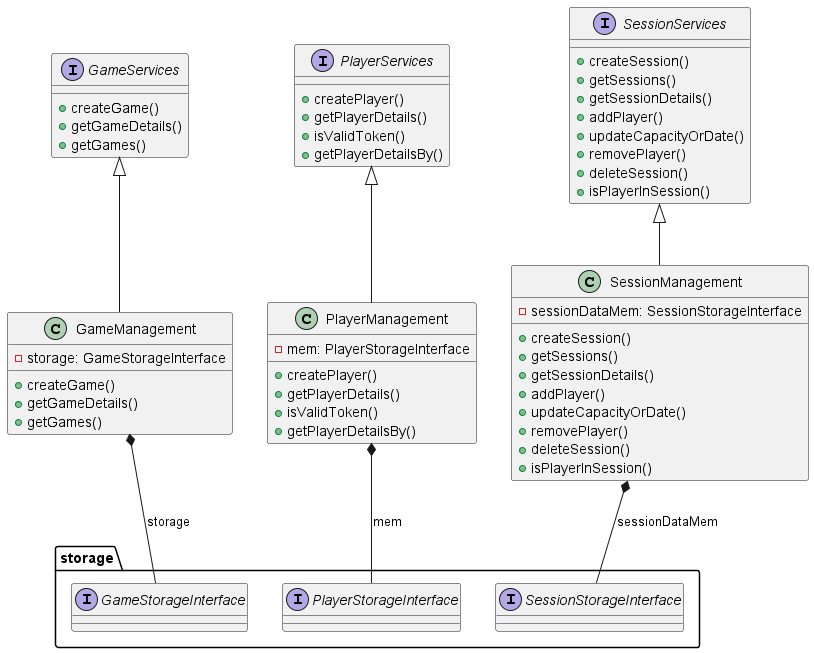 I GameServices
createGame()
getGameDetails()
getGames()
I PlayerServices
createPlayer()
getPlayerDetails()
isValidToken()
getPlayerDetailsBy()
I SessionServices
createSession()
getSessions()
getSessionDetails()
addPlayer()
updateCapacityOrDate()
removePlayer()
deleteSession()
isPlayerInSession()
C GameManagement
storage: GameStorageInterface
createGame()
getGameDetails()
getGames()
C PlayerManagement
mem: PlayerStorageInterface
createPlayer()
getPlayerDetails()
isValidToken()
getPlayerDetailsBy()
C SessionManagement
sessionDataMem: SessionStorageInterface
createSession()
getSessions()
getSessionDetails()
addPlayer()
updateCapacityOrDate()
removePlayer()
deleteSession()
isPlayerInSession()
storage
mem
sessionDataMem
storage
I GameStorageInterface
I PlayerStorageInterface
I SessionStorageInterface